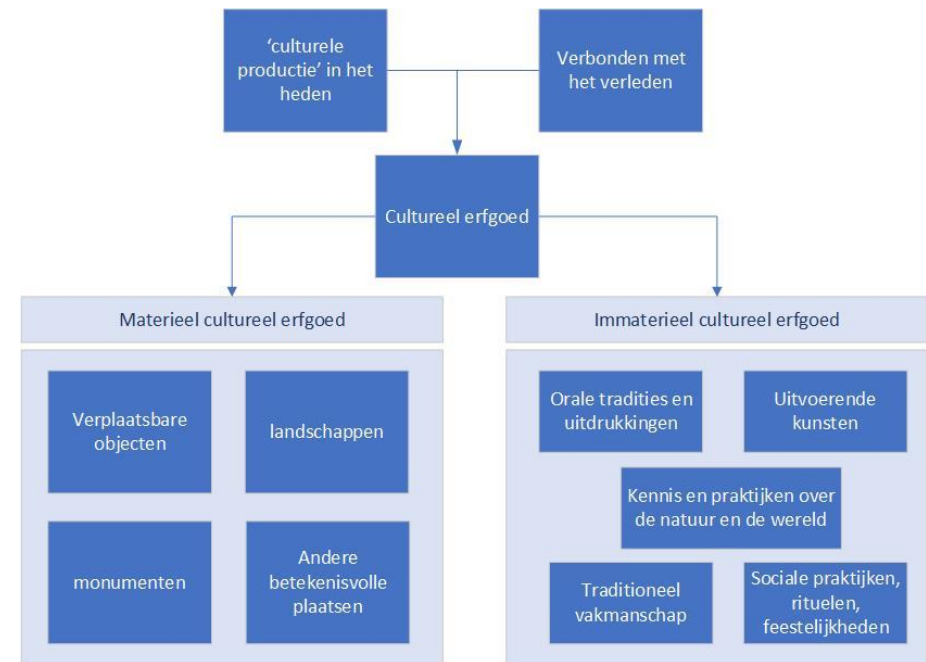 ‘culturele
productie’ in het
heden
Verbonden met
het verleden
Cultureel erfgoed
Materieel cultureel erfgoed
Immaterieel cultureel erfgoed
Verplaatsbare
objecten
landschappen
monumenten
Andere
betekenisvolle
plaatsen
Orale tradities en
uitdrukkingen
Uitvoerende
kunsten
Kennis en praktijken over
de natuur en de wereld
Traditioneel
vakmanschap
Sociale praktijken,
rituelen,
feestelijkheden